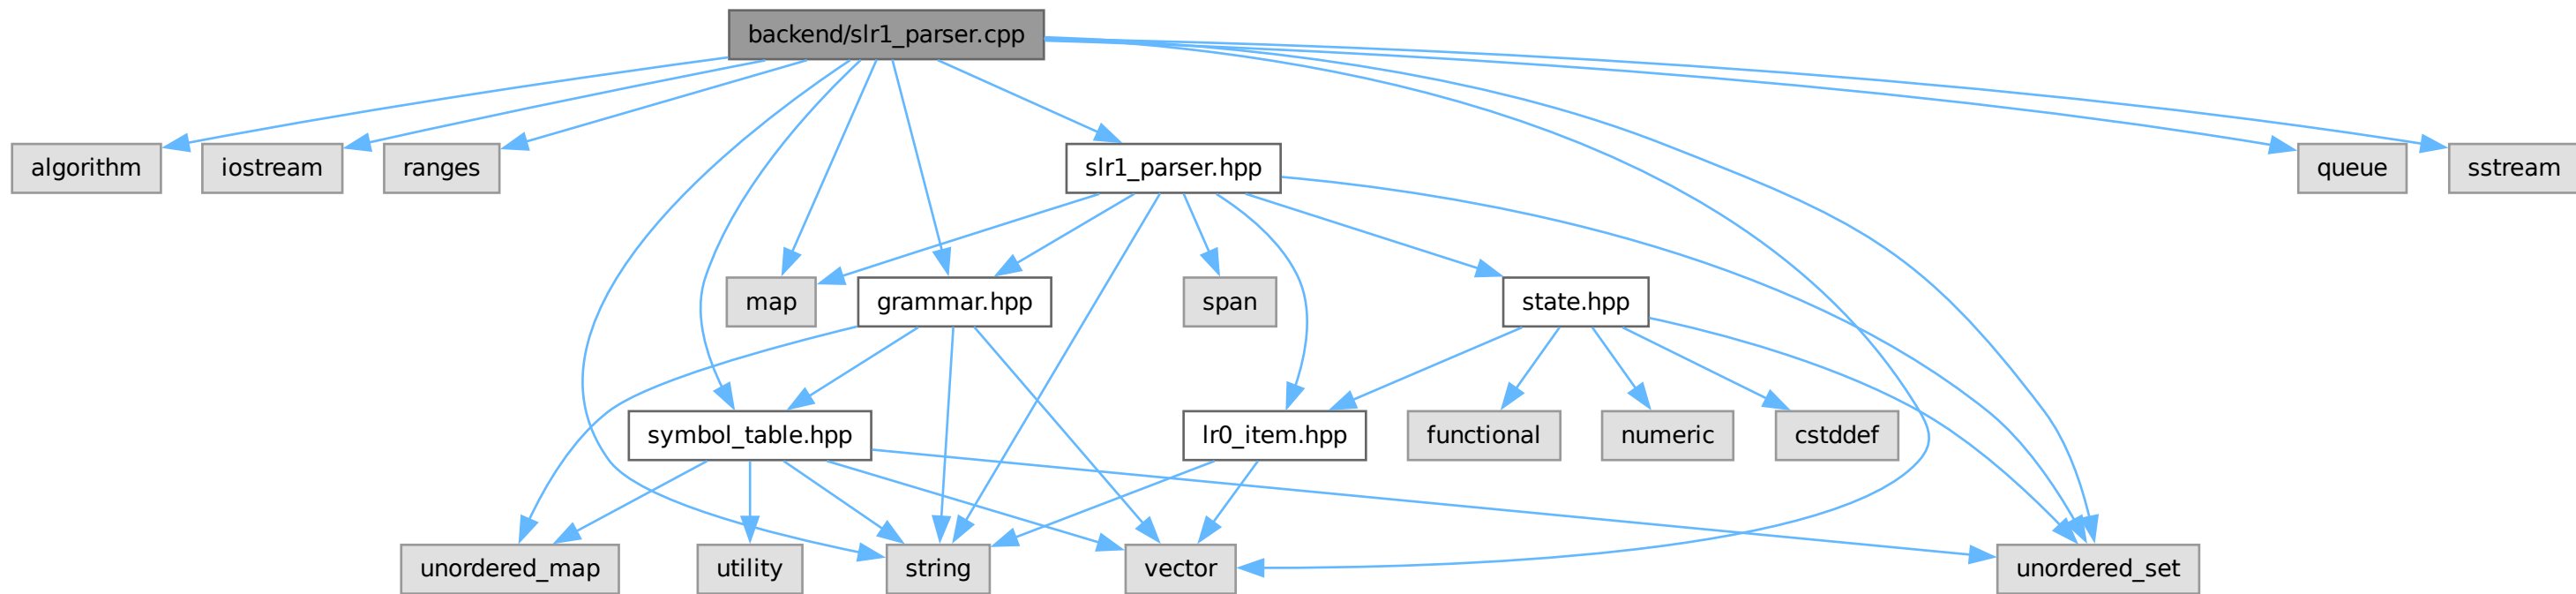 backend/slr1_parser.cpp
algorithm
iostream
ranges
slr1_parser.hpp
queue
sstream
map
grammar.hpp
span
state.hpp
symbol_table.hpp
lr0_item.hpp
functional
numeric
cstddef
unordered_map
utility
string
vector
unordered_set